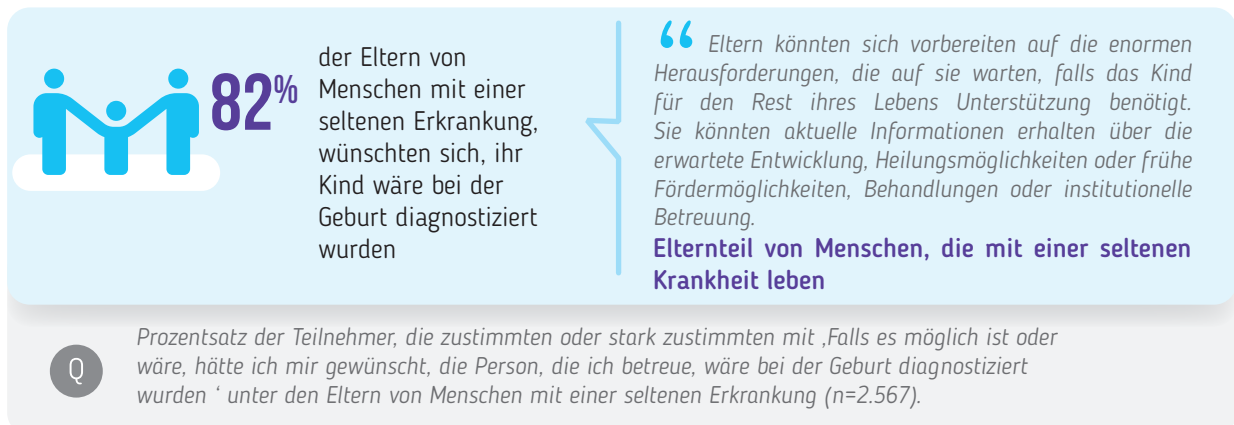 82%
der Eltern von
Menschen mit einer
seltenen Erkrankung,
wünschten sich, ihr
Kind wäre bei der
Geburt diagnostiziert
wurden
“ Eltern könnten sich vorbereiten auf die enormen
Herausforderungen, die auf sie warten, falls das Kind
für den Rest ihres Lebens Unterstützung benötigt.
Sie könnten aktuelle Informationen erhalten über die
erwartete Entwicklung, Heilungsmöglichkeiten oder frühe
Fördermöglichkeiten, Behandlungen oder institutionelle
Betreuung.
Elternteil von Menschen, die mit einer seltenen
Krankheit leben
Q
Prozentsatz der Teilnehmer, die zustimmten oder stark zustimmten mit ‚Falls es möglich ist oder
wäre, hätte ich mir gewünscht, die Person, die ich betreue, wäre bei der Geburt diagnostiziert
wurden ‘ unter den Eltern von Menschen mit einer seltenen Erkrankung (n=2.567).